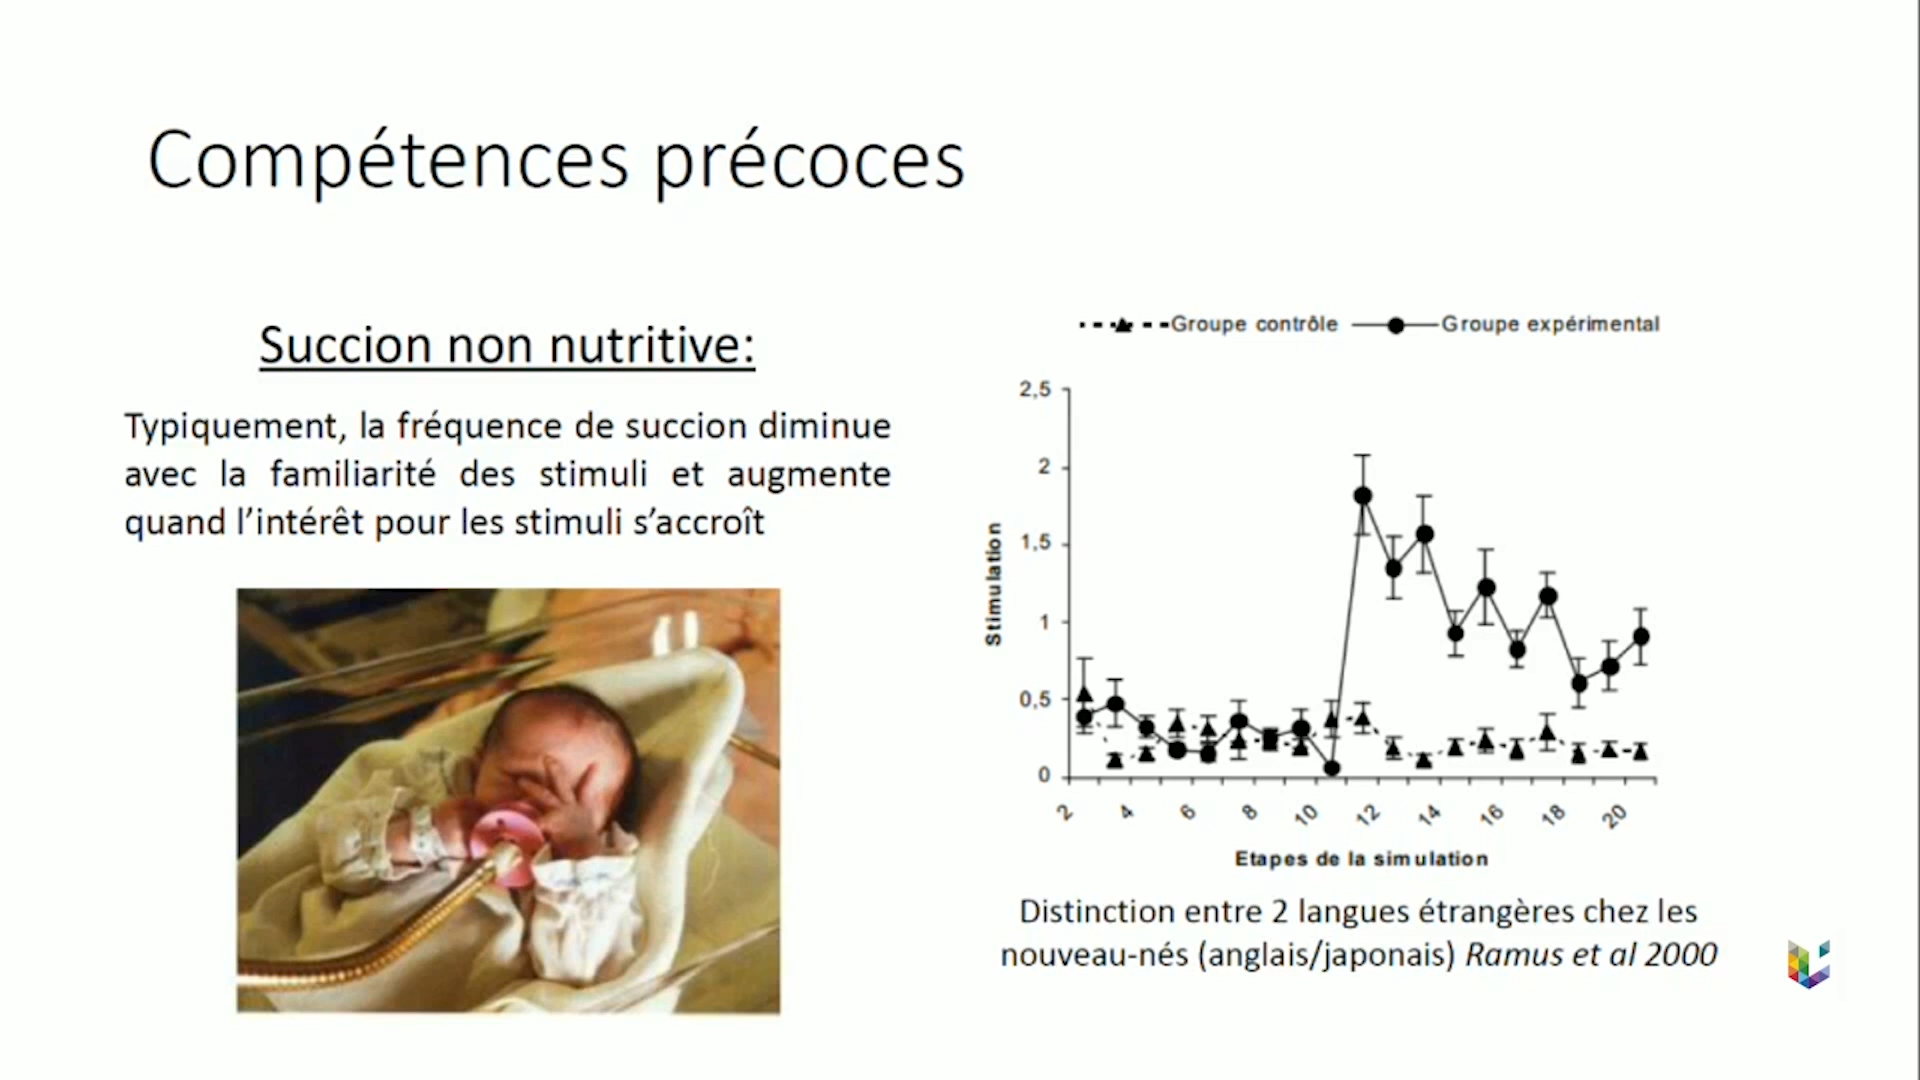 Compétences précoces
Succion non nutritive:
Typiquement, la fréquence de succion diminue
avec la familiarité des stimuli et augmente
quand l’intérêt pour les stimuli s’accroît
Groupe contrôle
Groupe expérimental
2,5
2
1,5
1
0,5
0
Stimulation
2 4 6 8 10 12 14 16 18 20
Etapes de la simulation
Distinction entre 2 langues étrangères chez les
nouveau-nés (anglais/japonais) Ramus et al 2000